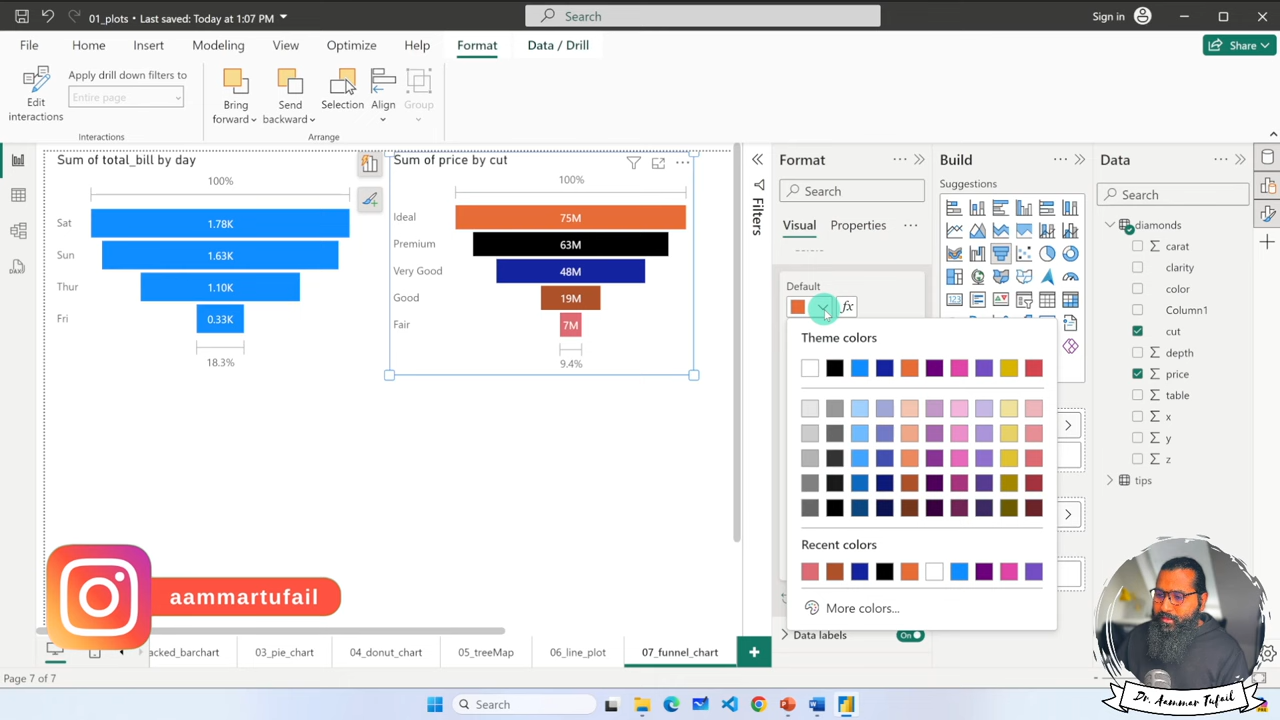 01_plots • Last saved: Today at 1:07 PM
Search
Sign in
File
Home
Insert
Modeling
View
Optimize
Help
Format
Data / Drill
Share
Edit
interactions
Apply drill down filters to
Entire page
Interactions
Bring
forward
Send
backward
Selection
Align
Group
Arrange
Sum of total_bill by day
100%
Sat
1.78K
Sun
1.63K
Thur
1.10K
Fri
0.33K
18.3%
Sum of price by cut
100%
Ideal
75M
Premium
63M
Very Good
48M
Good
19M
Fair
7M
9.4%
Filters
Format
Search
Visual
Properties
Default
fx
Theme colors
Recent colors
More colors...
Data labels
On
Build
Suggestions
Data
Search
diamonds
carat
clarity
color
Column1
cut
depth
price
table
x
y
z
tips
aammartufail
acked_barchart
03_pie_chart
04_donut_chart
05_treeMap
06_line_plot
07_funnel_chart
Page 7 of 7
Search
Dr. Aammar Tufail